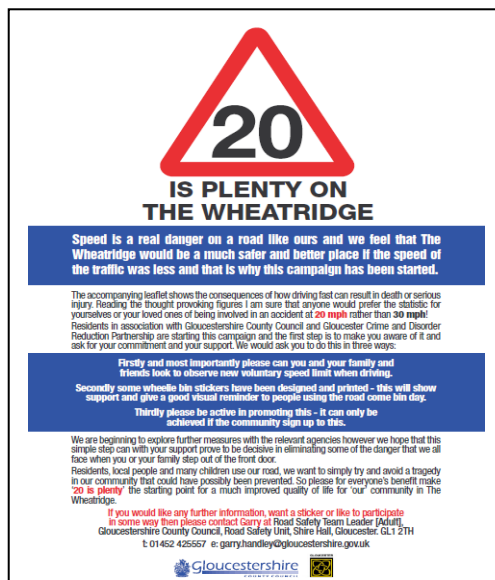 20
IS PLENTY ON
THE WHEATRIDGE
Speed is a real danger on a road like ours and we feel that The
Wheatridge would be a much safer and better place if the speed
of the traffic was less and that is why this campaign has been started.
The accompanying leaflet shows the consequences of how driving fast can result in death or serious
injury. Reading the thought provoking figures I am sure that anyone would prefer the statistic for
yourselves or your loved ones of being involved in an accident at 20 mph rather than 30 mph!
Residents in association with Gloucestershire County Council and Gloucester Crime and Disorder
Reduction Partnership are starting this campaign and the first step is to make you aware of it and
ask for your commitment and your support. We would ask you to do this in three ways:
Firstly and most importantly please can you and your family and
friends look to observe new voluntary speed limit when driving.
Secondly some wheelie bin stickers have been designed and printed - this will show
support and give a good visual reminder to people using the road come bin day.
Thirdly please be active in promoting this - it can only be
achieved if the community sign up to this.
We are beginning to explore further measures with the relevant agencies however we hope that this
simple step can with your support prove to be decisive in eliminating some of the danger that we all
face when you or your family step out of the front door.
Residents, local people and many children use our road, we want to simply try and avoid a tragedy
in our community that could have possibly been prevented. So please for everyone's benefit make
'20 is plenty' the starting point for a much improved quality of life for 'our' community in The
Wheatridge.
If you would like any further information, want a sticker or like to participate
in some way then please contact Garry at Road Safety Team Leader [Adult],
Gloucestershire County Council, Road Safety Unit, Shire Hall, Gloucester. GL1 2TH
t: 01452 425557 e: garry.handley@gloucestershire.gov.uk
Gloucestershire
COUNTY COUNCIL